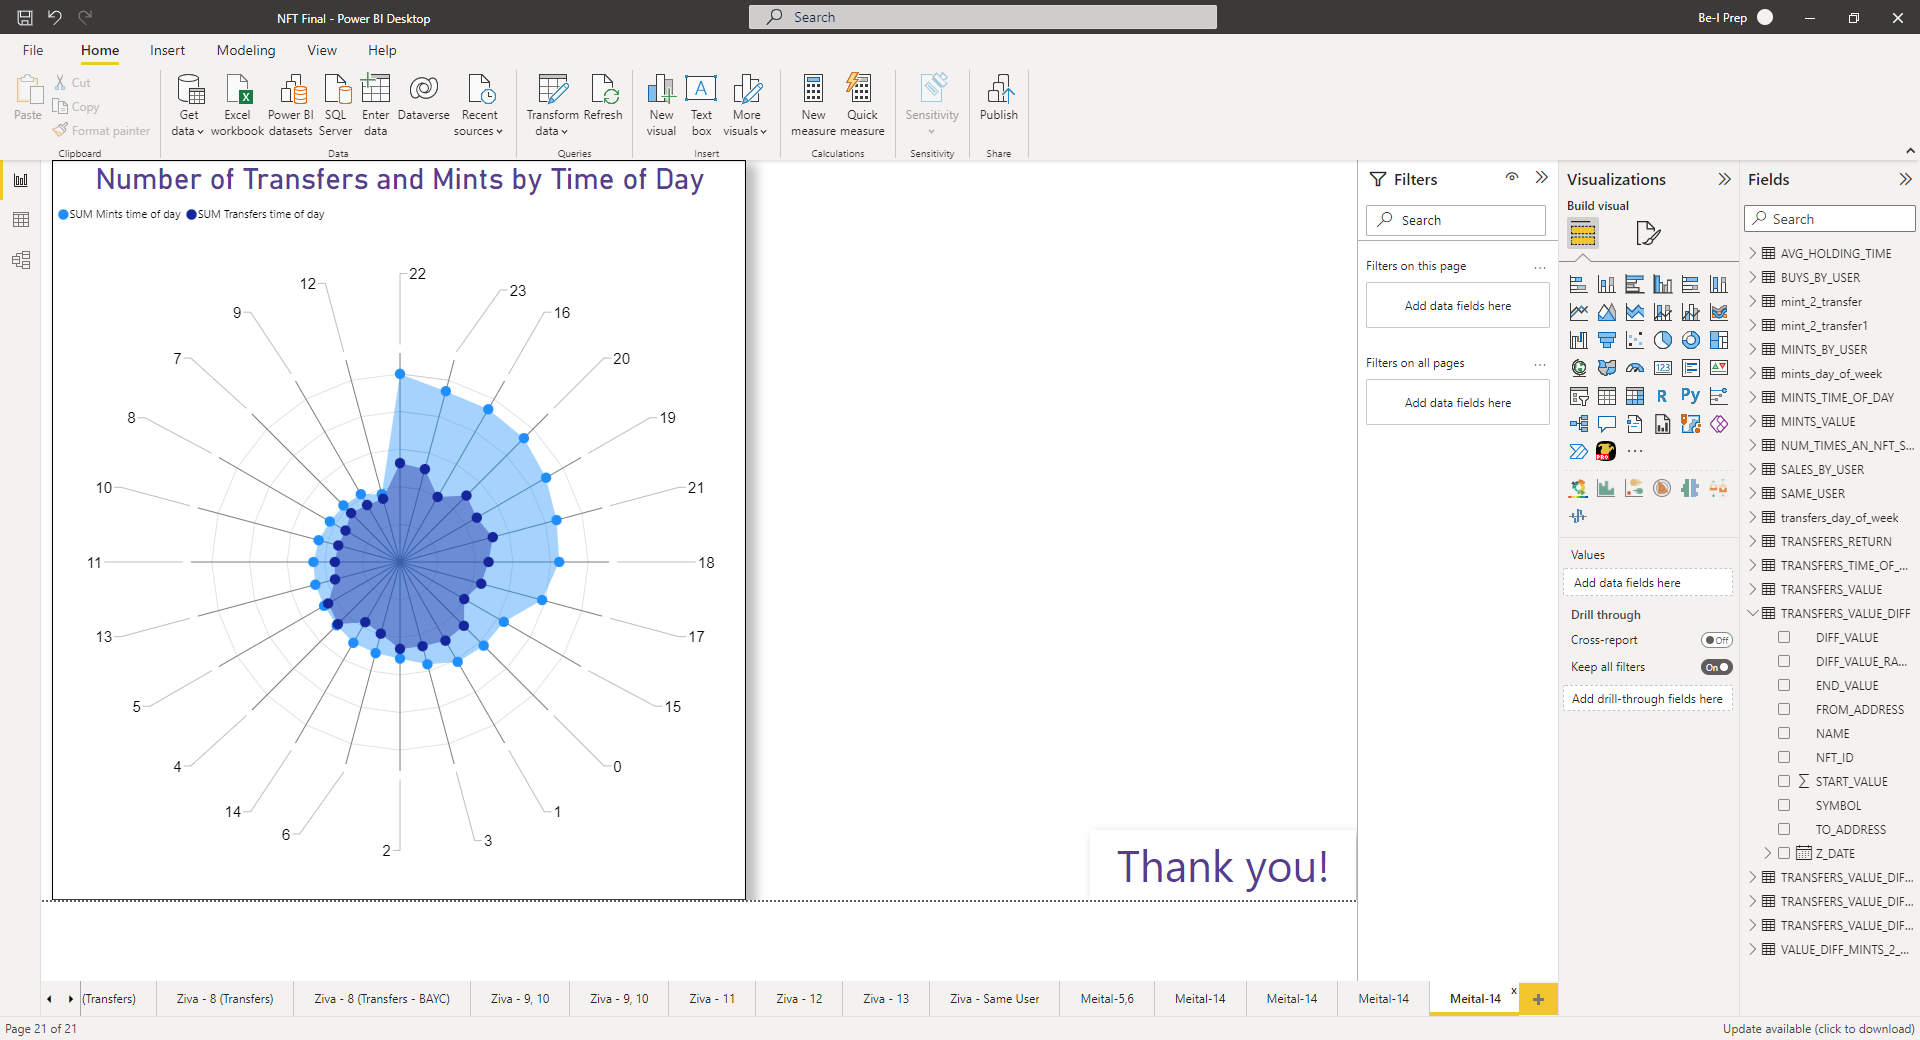 NFT Final - Power BI Desktop
Search
Be-I Prep
File
Home
Insert
Modeling
View
Help
Paste
Cut
Copy
Format painter
Clipboard
Get data
Excel workbook
Power BI datasets
SQL Server
Enter data
Dataverse
Recent sources
Data
Transform data
Refresh
Queries
New visual
Text box
More visuals
Insert
New measure
Quick measure
Calculations
Sensitivity
Sensitivity
Publish
Share
Number of Transfers and Mints by Time of Day
SUM Mints time of day
SUM Transfers time of day
22
23
16
20
19
21
18
17
15
0
1
3
2
6
14
4
5
13
11
10
8
7
9
12
Thank you!
Filters
Search
Filters on this page
...
Add data fields here
Filters on all pages
...
Add data fields here
Visualizations
Build visual
123
R
Py
PRO
...
Values
Add data fields here
Drill through
Cross-report
Off
Keep all filters
On
Add drill-through fields here
Fields
Search
AVG_HOLDING_TIME
BUYS_BY_USER
mint_2_transfer
mint_2_transfer1
MINTS_BY_USER
mints_day_of_week
MINTS_TIME_OF_DAY
MINTS_VALUE
NUM_TIMES_AN_NFT_S...
SALES_BY_USER
SAME_USER
transfers_day_of_week
TRANSFERS_RETURN
TRANSFERS_TIME_OF_...
TRANSFERS_VALUE
TRANSFERS_VALUE_DIFF
DIFF_VALUE
DIFF_VALUE_RA...
END_VALUE
FROM_ADDRESS
NAME
NFT_ID
START_VALUE
SYMBOL
TO_ADDRESS
Z_DATE
TRANSFERS_VALUE_DIF...
TRANSFERS_VALUE_DIF...
TRANSFERS_VALUE_DIF...
VALUE_DIFF_MINTS_2_...
(Transfers)
Ziva - 8 (Transfers)
Ziva - 8 (Transfers - BAYC)
Ziva - 9, 10
Ziva - 9, 10
Ziva - 11
Ziva - 12
Ziva - 13
Ziva - Same User
Meital-5,6
Meital-14
Meital-14
Meital-14
Meital-14
x
+
Page 21 of 21
Update available (click to download)